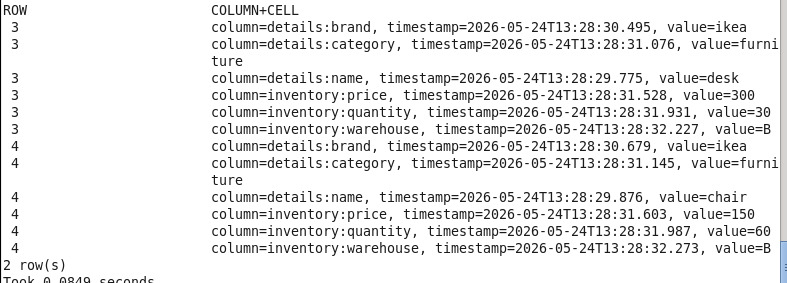 ROW COLUMN+CELL
3 column=details:brand, timestamp=2026-05-24T13:28:30.495, value=ikea
3 column=details:category, timestamp=2026-05-24T13:28:31.076, value=furni
ture
3 column=details:name, timestamp=2026-05-24T13:28:29.775, value=desk
3 column=inventory:price, timestamp=2026-05-24T13:28:31.528, value=300
3 column=inventory:quantity, timestamp=2026-05-24T13:28:31.931, value=30
3 column=inventory:warehouse, timestamp=2026-05-24T13:28:32.227, value=B
4 column=details:brand, timestamp=2026-05-24T13:28:30.679, value=ikea
4 column=details:category, timestamp=2026-05-24T13:28:31.145, value=furni
ture
4 column=details:name, timestamp=2026-05-24T13:28:29.876, value=chair
4 column=inventory:price, timestamp=2026-05-24T13:28:31.603, value=150
4 column=inventory:quantity, timestamp=2026-05-24T13:28:31.987, value=60
4 column=inventory:warehouse, timestamp=2026-05-24T13:28:32.273, value=B
2 row(s)
Took 0.0849 seconds